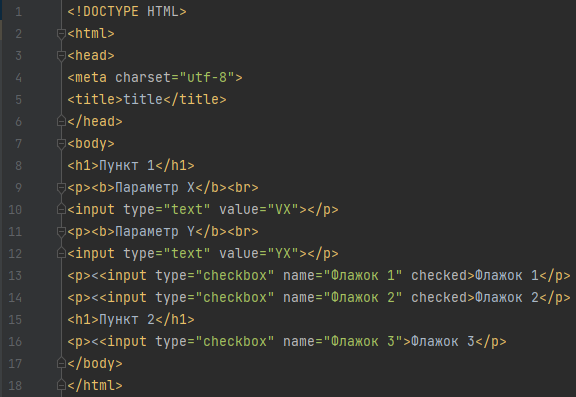 1 <!DOCTYPE HTML>
2 <html>
3 <head>
4 <meta charset="utf-8">
5 <title>title</title>
6 </head>
7 <body>
8 <h1>Пункт 1</h1>
9 <p><b>Параметр X</b><br>
10 <input type="text" value="VX"></p>
11 <p><b>Параметр Y</b><br>
12 <input type="text" value="YX"></p>
13 <p><<input type="checkbox" name="Флажок 1" checked>Флажок 1</p>
14 <p><<input type="checkbox" name="Флажок 2" checked>Флажок 2</p>
15 <h1>Пункт 2</h1>
16 <p><<input type="checkbox" name="Флажок 3">Флажок 3</p>
17 </body>
18 </html>